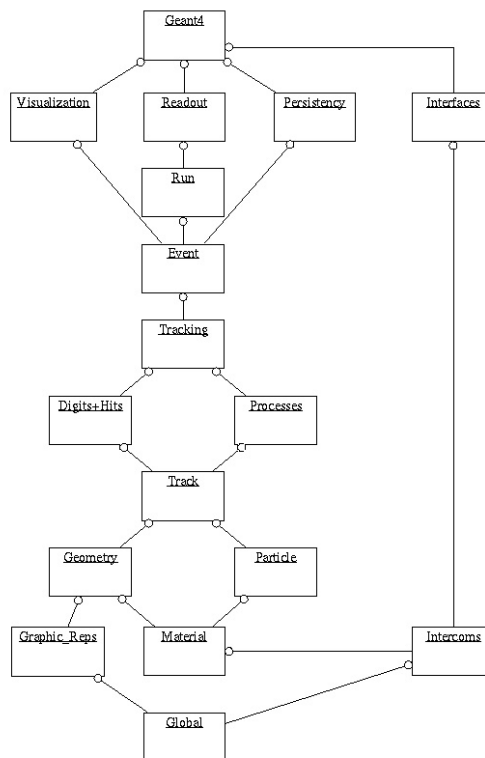 Geant4
Visualization
Readout
Persistency
Interfaces
Run
Event
Tracking
Digits+Hits
Processes
Track
Geometry
Particle
Graphic_Reps
Material
Intercoms
Global